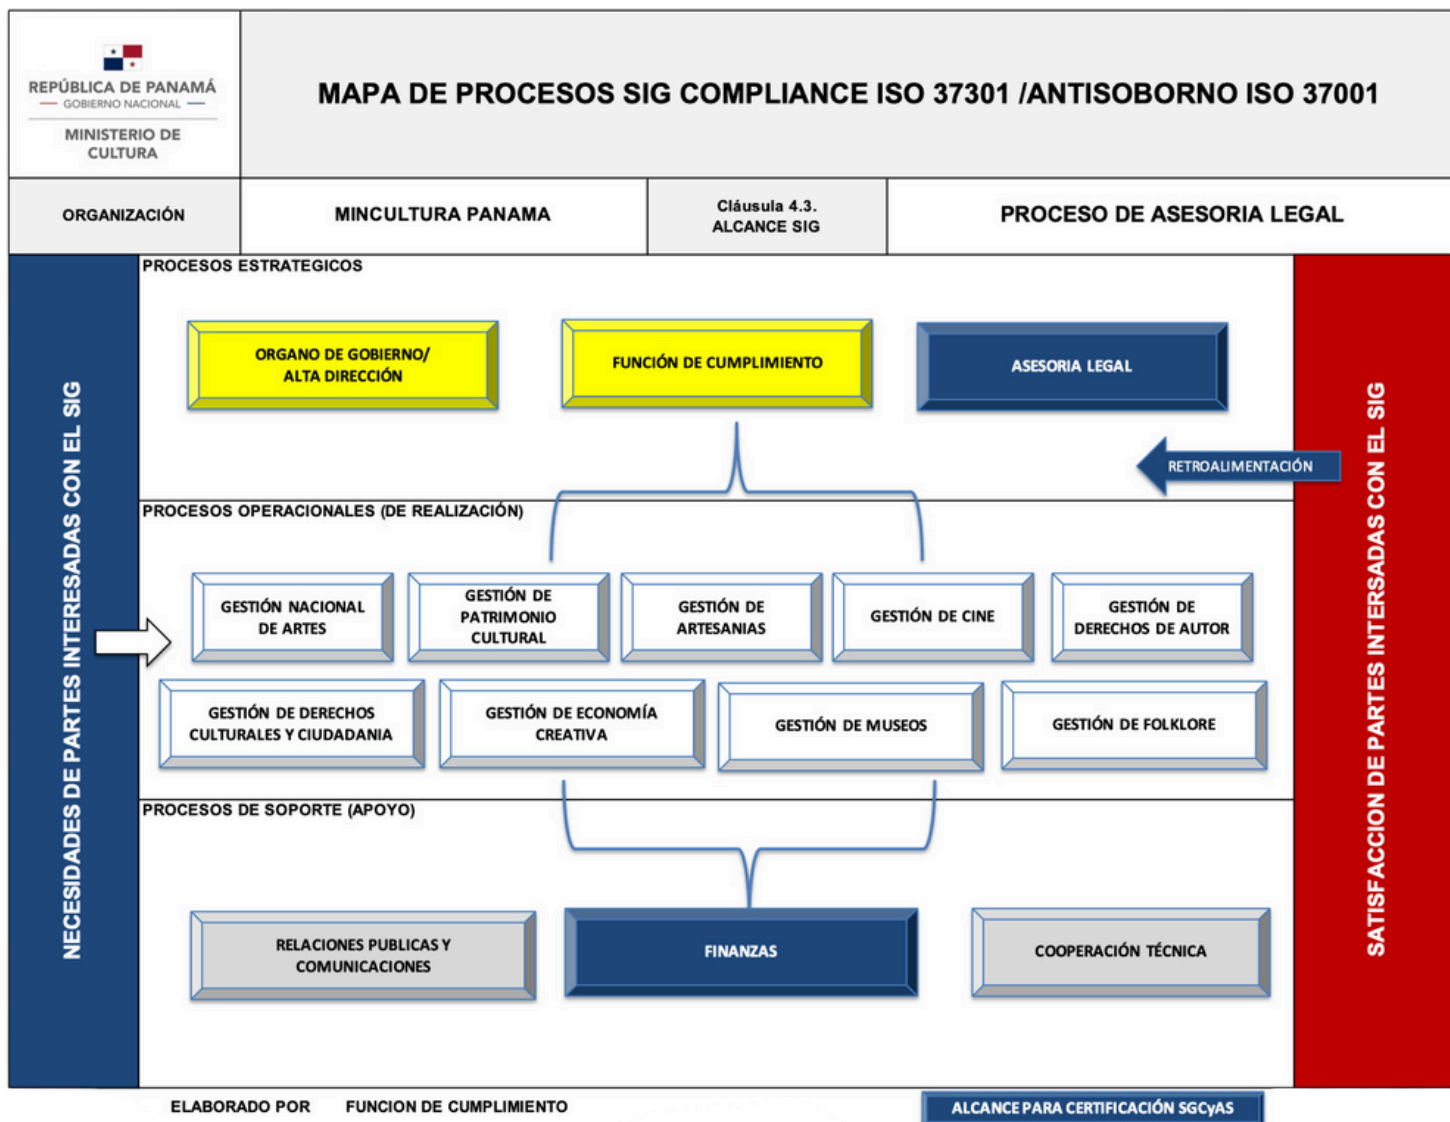 REPÚBLICA DE PANAMÁ
GOBIERNO NACIONAL
MINISTERIO DE
CULTURA
MAPA DE PROCESOS SIG COMPLIANCE ISO 37301 /ANTISOBORNO ISO 37001
ORGANIZACIÓN
MINCULTURA PANAMA
Cláusula 4.3.
ALCANCE SIG
PROCESO DE ASESORIA LEGAL
NECESIDADES DE PARTES INTERESADAS CON EL SIG
PROCESOS ESTRATEGICOS
ORGANO DE GOBIERNO/
ALTA DIRECCIÓN
FUNCIÓN DE CUMPLIMIENTO
ASESORIA LEGAL
RETROALIMENTACIÓN
PROCESOS OPERACIONALES (DE REALIZACIÓN)
GESTIÓN NACIONAL
DE ARTES
GESTIÓN DE
PATRIMONIO
CULTURAL
GESTIÓN DE
ARTESANIAS
GESTIÓN DE CINE
GESTIÓN DE
DERECHOS DE AUTOR
GESTIÓN DE DERECHOS
CULTURALES Y CIUDADANIA
GESTIÓN DE ECONOMÍA
CREATIVA
GESTIÓN DE MUSEOS
GESTIÓN DE FOLKLORE
PROCESOS DE SOPORTE (APOYO)
RELACIONES PUBLICAS Y
COMUNICACIONES
FINANZAS
COOPERACIÓN TÉCNICA
SATISFACCION DE PARTES INTERSADAS CON EL SIG
ELABORADO POR FUNCION DE CUMPLIMIENTO
ALCANCE PARA CERTIFICACIÓN SGCyAS